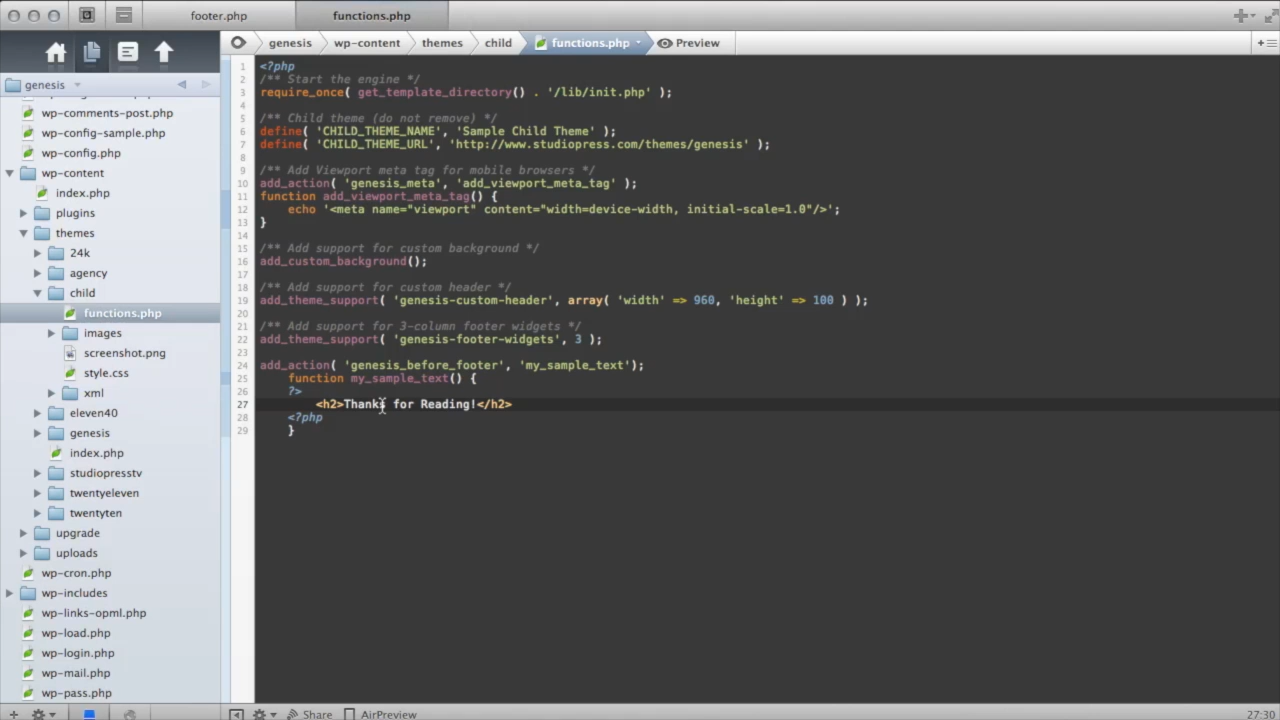 footer.php
functions.php
genesis
wp-content
themes
child
functions.php
Preview
genesis
wp-comments-post.php
wp-config-sample.php
wp-config.php
wp-content
index.php
plugins
themes
24k
agency
child
functions.php
images
screenshot.png
style.css
xml
eleven40
genesis
index.php
studiopresstv
twentyeleven
twentyten
upgrade
uploads
wp-cron.php
wp-includes
wp-links-opml.php
wp-load.php
wp-login.php
wp-mail.php
wp-pass.php
1 <?php
2 /** Start the engine */
3 require_once( get_template_directory() . '/lib/init.php' );
4
5 /** Child theme (do not remove) */
6 define( 'CHILD_THEME_NAME', 'Sample Child Theme' );
7 define( 'CHILD_THEME_URL', 'http://www.studiopress.com/themes/genesis' );
8
9 /** Add Viewport meta tag for mobile browsers */
10 add_action( 'genesis_meta', 'add_viewport_meta_tag' );
11 function add_viewport_meta_tag() {
12 echo '<meta name="viewport" content="width=device-width, initial-scale=1.0"/>';
13 }
14
15 /** Add support for custom background */
16 add_custom_background();
17
18 /** Add support for custom header */
19 add_theme_support( 'genesis-custom-header', array( 'width' => 960, 'height' => 100 ) );
20
21 /** Add support for 3-column footer widgets */
22 add_theme_support( 'genesis-footer-widgets', 3 );
23
24 add_action( 'genesis_before_footer', 'my_sample_text');
25 function my_sample_text() {
26 ?>
27 <h2>Thanks for Reading!</h2>
28 <?php
29 }
Share
AirPreview
27:30